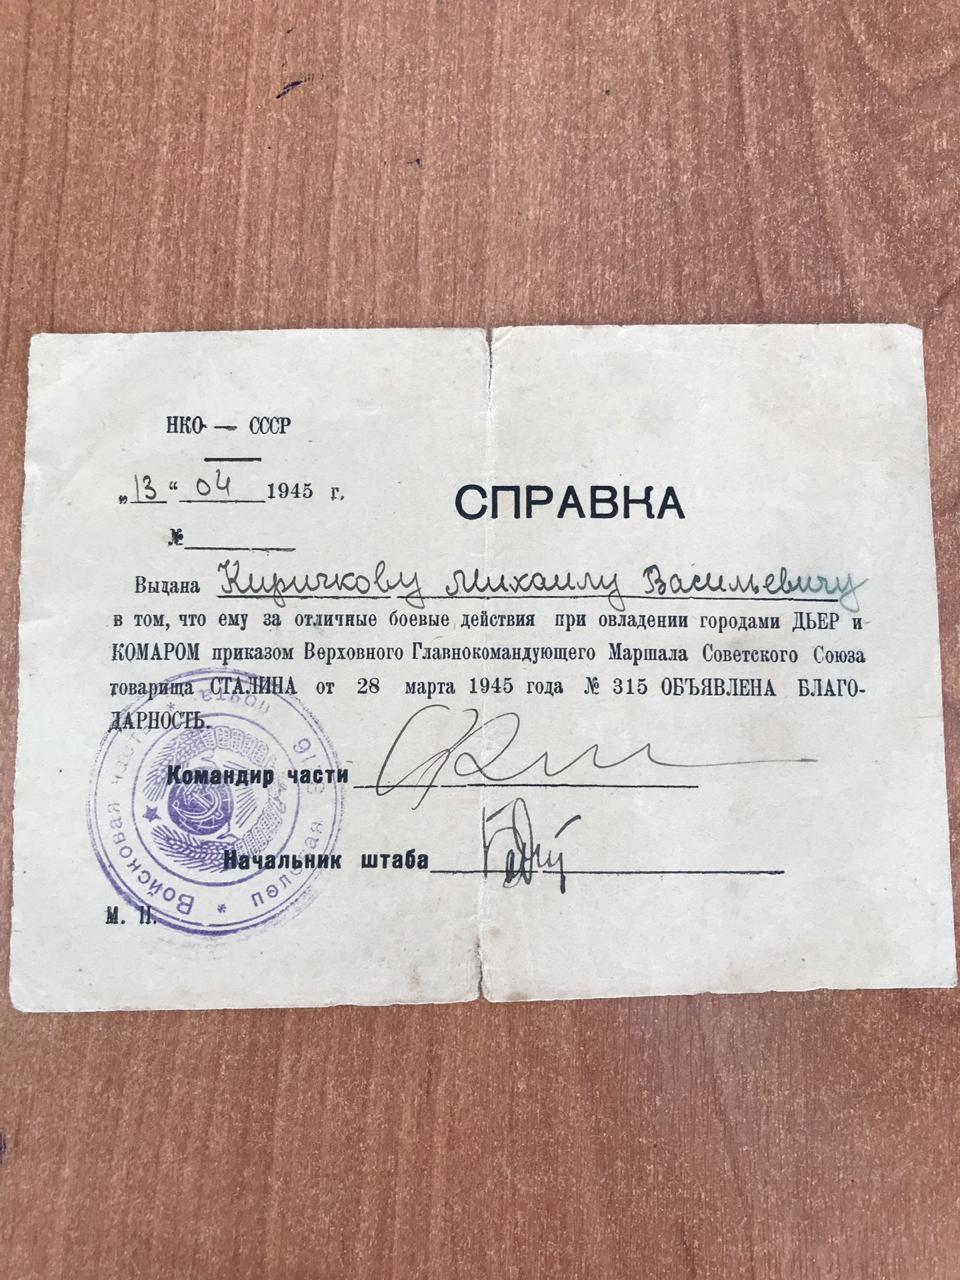 НКО — СССР
„13“ 04 1945 г.
СПРАВКА
№
Выдана Киричкову Михаилу Васильевичу
в том, что ему за отличные боевые действия при овладении городами ДЬЕР и
КОМАРОМ приказом Верховного Главнокомандующего Маршала Советского Союза
товарища СТАЛИНА от 28 марта 1945 года № 315 ОБЪЯВЛЕНА БЛАГО-
ДАРНОСТЬ.
Командир части
Начальник штаба
М. П.
Войсковая часть * полевая почта *